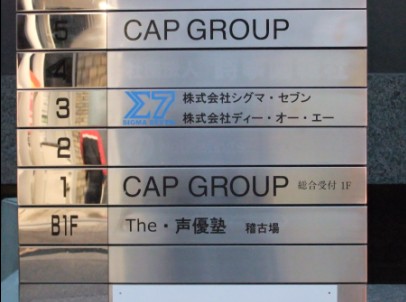 5 CAP GROUP
4
3 Σ7 株式会社シグマ・セブン
SIGMA SEVEN 株式会社ディー・オー・エー
2
1 CAP GROUP 総合受付 1F
B1F The・声優塾 稽古場